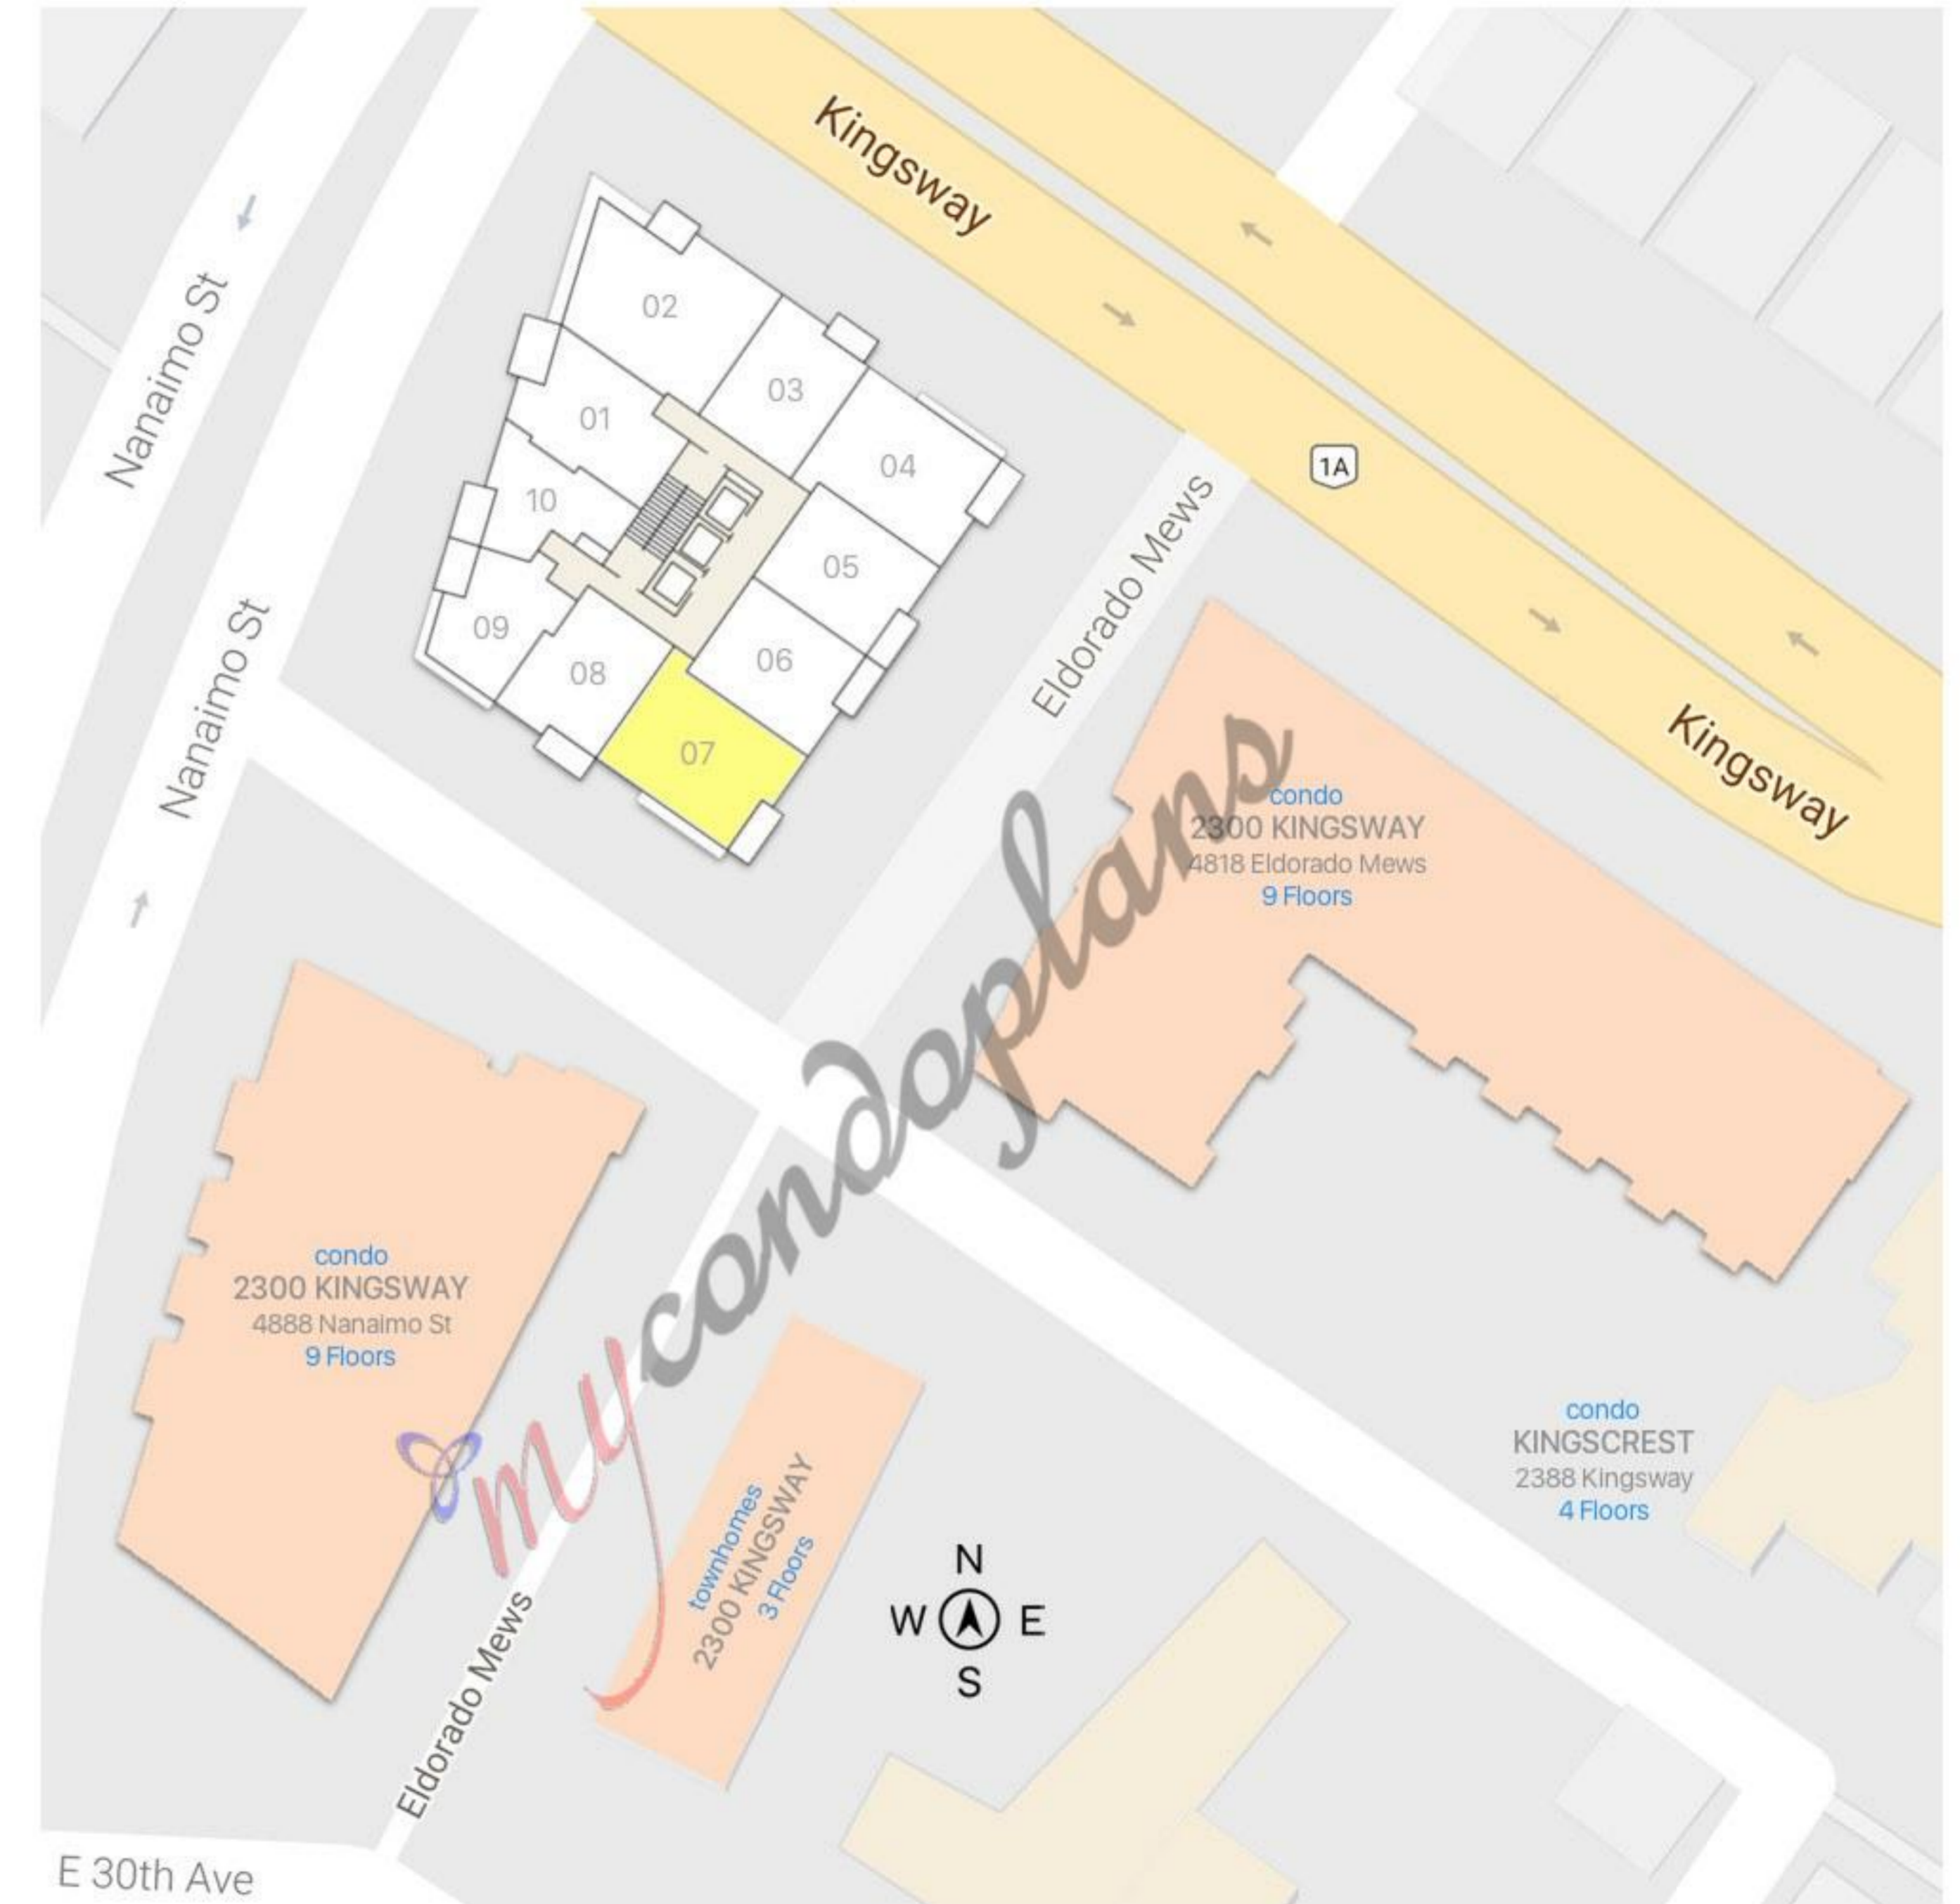 Kingsway
Nanaimo St
02
03
01
04
1A
10
05
Eldorado Mews
09
08
06
Nanaimo St
07
Kingsway
condo
2300 KINGSWAY
4818 Eldorado Mews
9 Floors
mycondoplans
condo
2300 KINGSWAY
4888 Nanaimo St
9 Floors
townhomes
2300 KINGSWAY
3 Floors
condo
KINGSCREST
2388 Kingsway
4 Floors
N
W E
S
Eldorado Mews
E 30th Ave